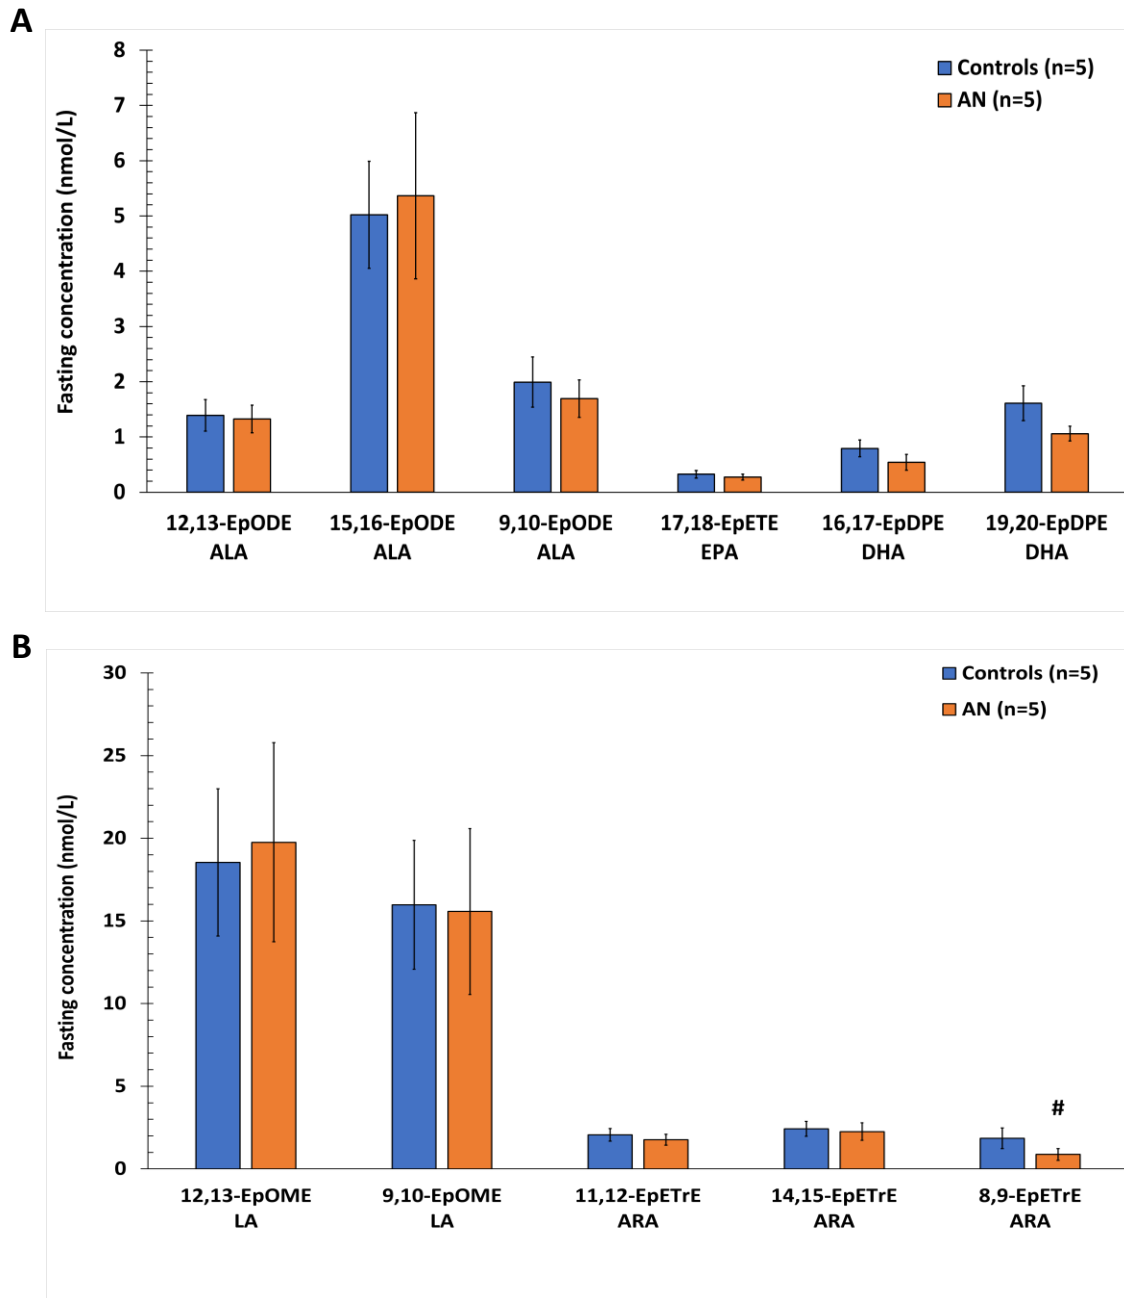 A
8
7
6
5
4
3
2
1
0
Fasting concentration (nmol/L)
Controls (n=5)
AN (n=5)
12,13-EpODE 15,16-EpODE 9,10-EpODE 17,18-EpETE 16,17-EpDPE 19,20-EpDPE
ALA ALA ALA EPA DHA DHA
B
30
25
20
15
10
5
0
Fasting concentration (nmol/L)
Controls (n=5)
AN (n=5)
#
12,13-EpOME 9,10-EpOME 11,12-EpETrE 14,15-EpETrE 8,9-EpETrE
LA LA ARA ARA ARA